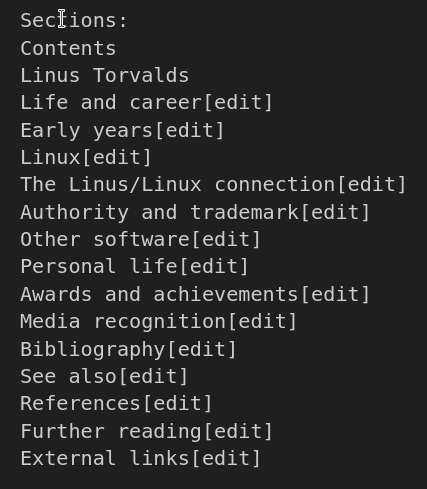 Sections:
Contents
Linus Torvalds
Life and career[edit]
Early years[edit]
Linux[edit]
The Linus/Linux connection[edit]
Authority and trademark[edit]
Other software[edit]
Personal life[edit]
Awards and achievements[edit]
Media recognition[edit]
Bibliography[edit]
See also[edit]
References[edit]
Further reading[edit]
External links[edit]